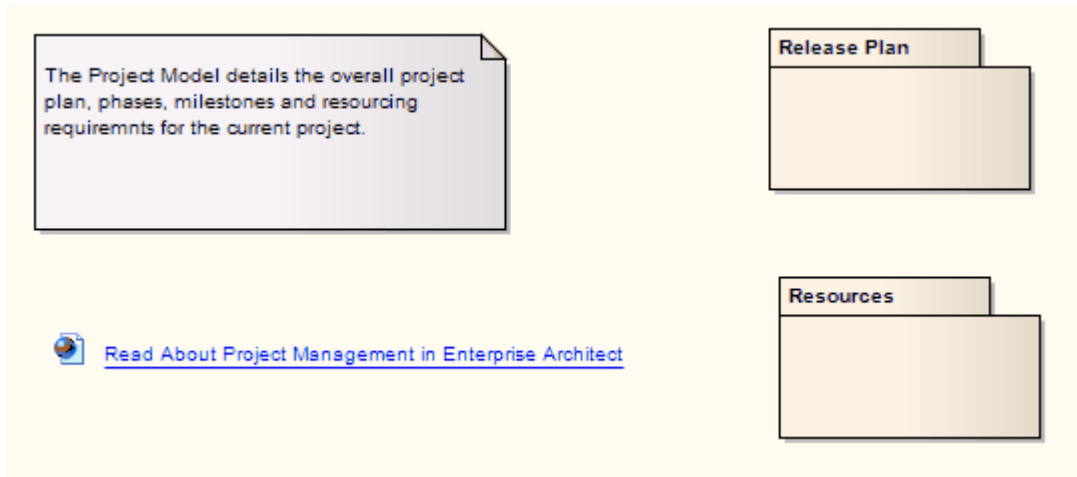 The Project Model details the overall project
plan, phases, milestones and resourcing
requiremnts for the current project.
Release Plan
Resources
Read About Project Management in Enterprise Architect